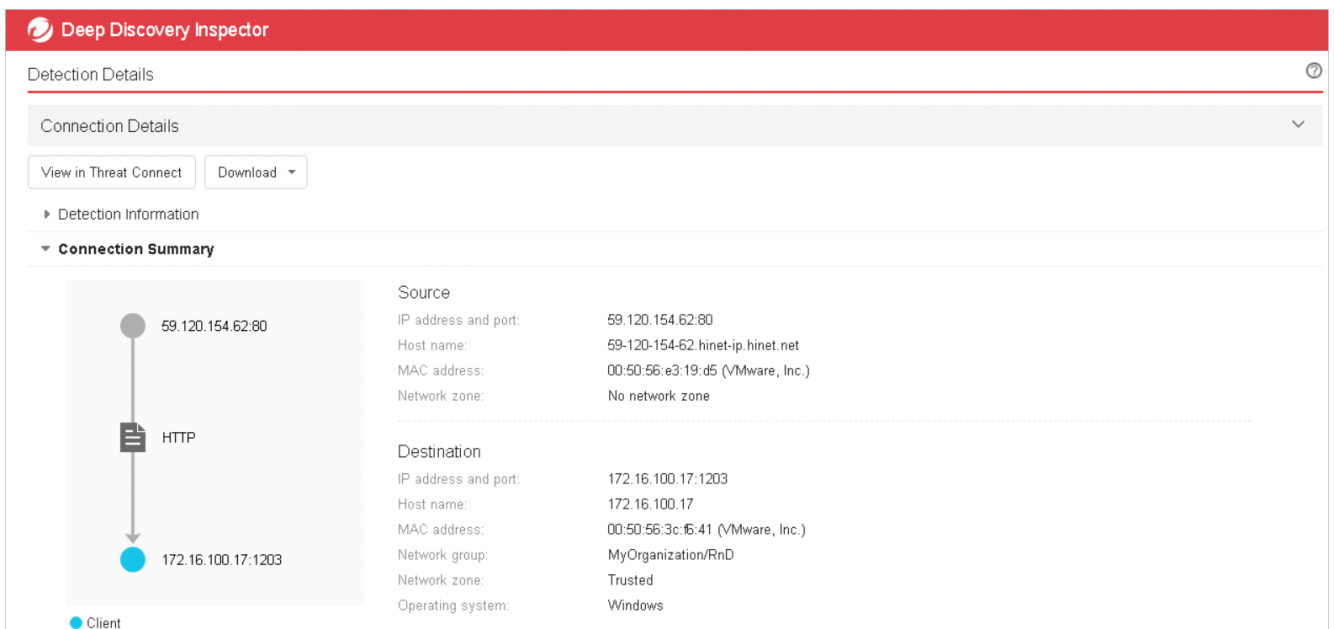 Deep Discovery Inspector
Detection Details
Connection Details
View in Threat Connect
Download
Detection Information
Connection Summary
59.120.154.62:80
HTTP
172.16.100.17:1203
Client
Source
IP address and port: 59.120.154.62:80
Host name: 59-120-154-62.hinet-ip.hinet.net
MAC address: 00:50:56:e3:19:d5 (VMware, Inc.)
Network zone: No network zone
Destination
IP address and port: 172.16.100.17:1203
Host name: 172.16.100.17
MAC address: 00:50:56:3c:f6:41 (VMware, Inc.)
Network group: MyOrganization/RnD
Network zone: Trusted
Operating system: Windows